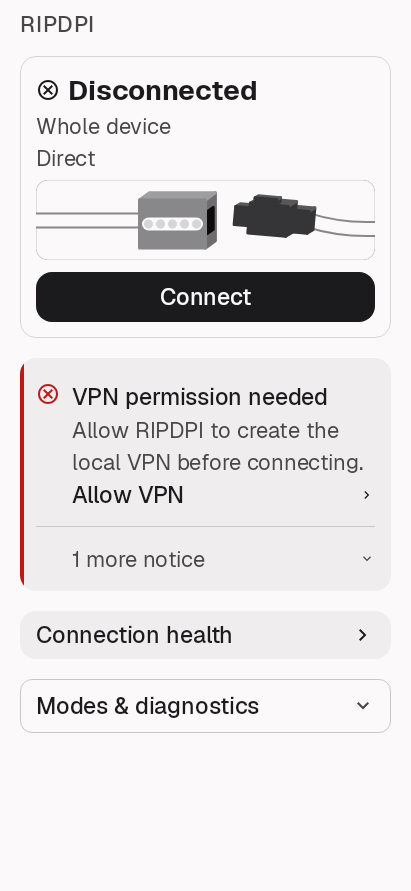 RIPDPI
Disconnected
Whole device
Direct
Connect
VPN permission needed
Allow RIPDPI to create the
local VPN before connecting.
Allow VPN
1 more notice
Connection health
Modes & diagnostics